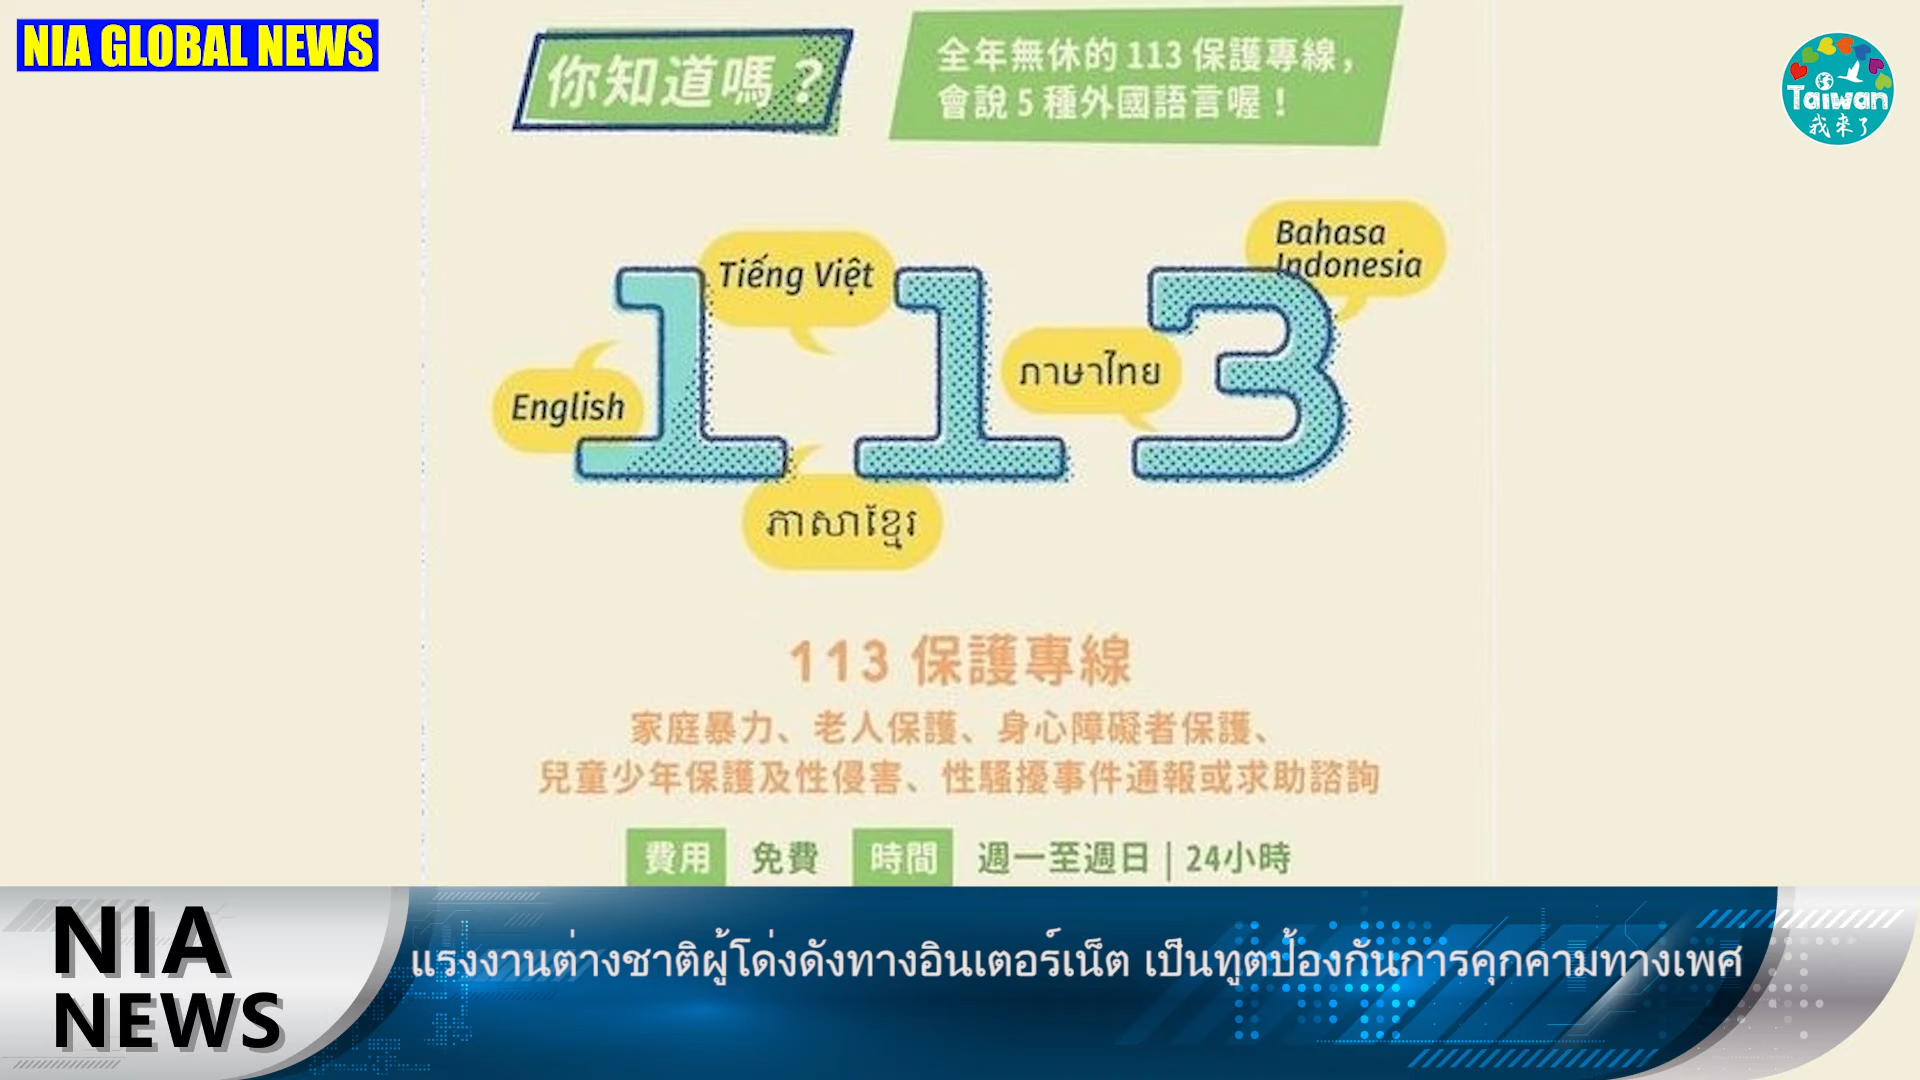 NIA GLOBAL NEWS
你知道嗎？
全年無休的 113 保護專線，
會說 5 種外國語言喔！
Taiwan
我來了
Bahasa
Indonesia
Tiếng Việt
113
ภาษาไทย
English
ភាសាខ្មែរ
113 保護專線
家庭暴力、老人保護、身心障礙者保護、
兒童少年保護及性侵害、性騷擾事件通報或求助諮詢
費用 免費 時間 週一至週日 | 24小時
NIA
NEWS
แรงงานต่างชาติผู้โด่งดังทางอินเตอร์เน็ต เป็นทูตป้องกันการคุกคามทางเพศ